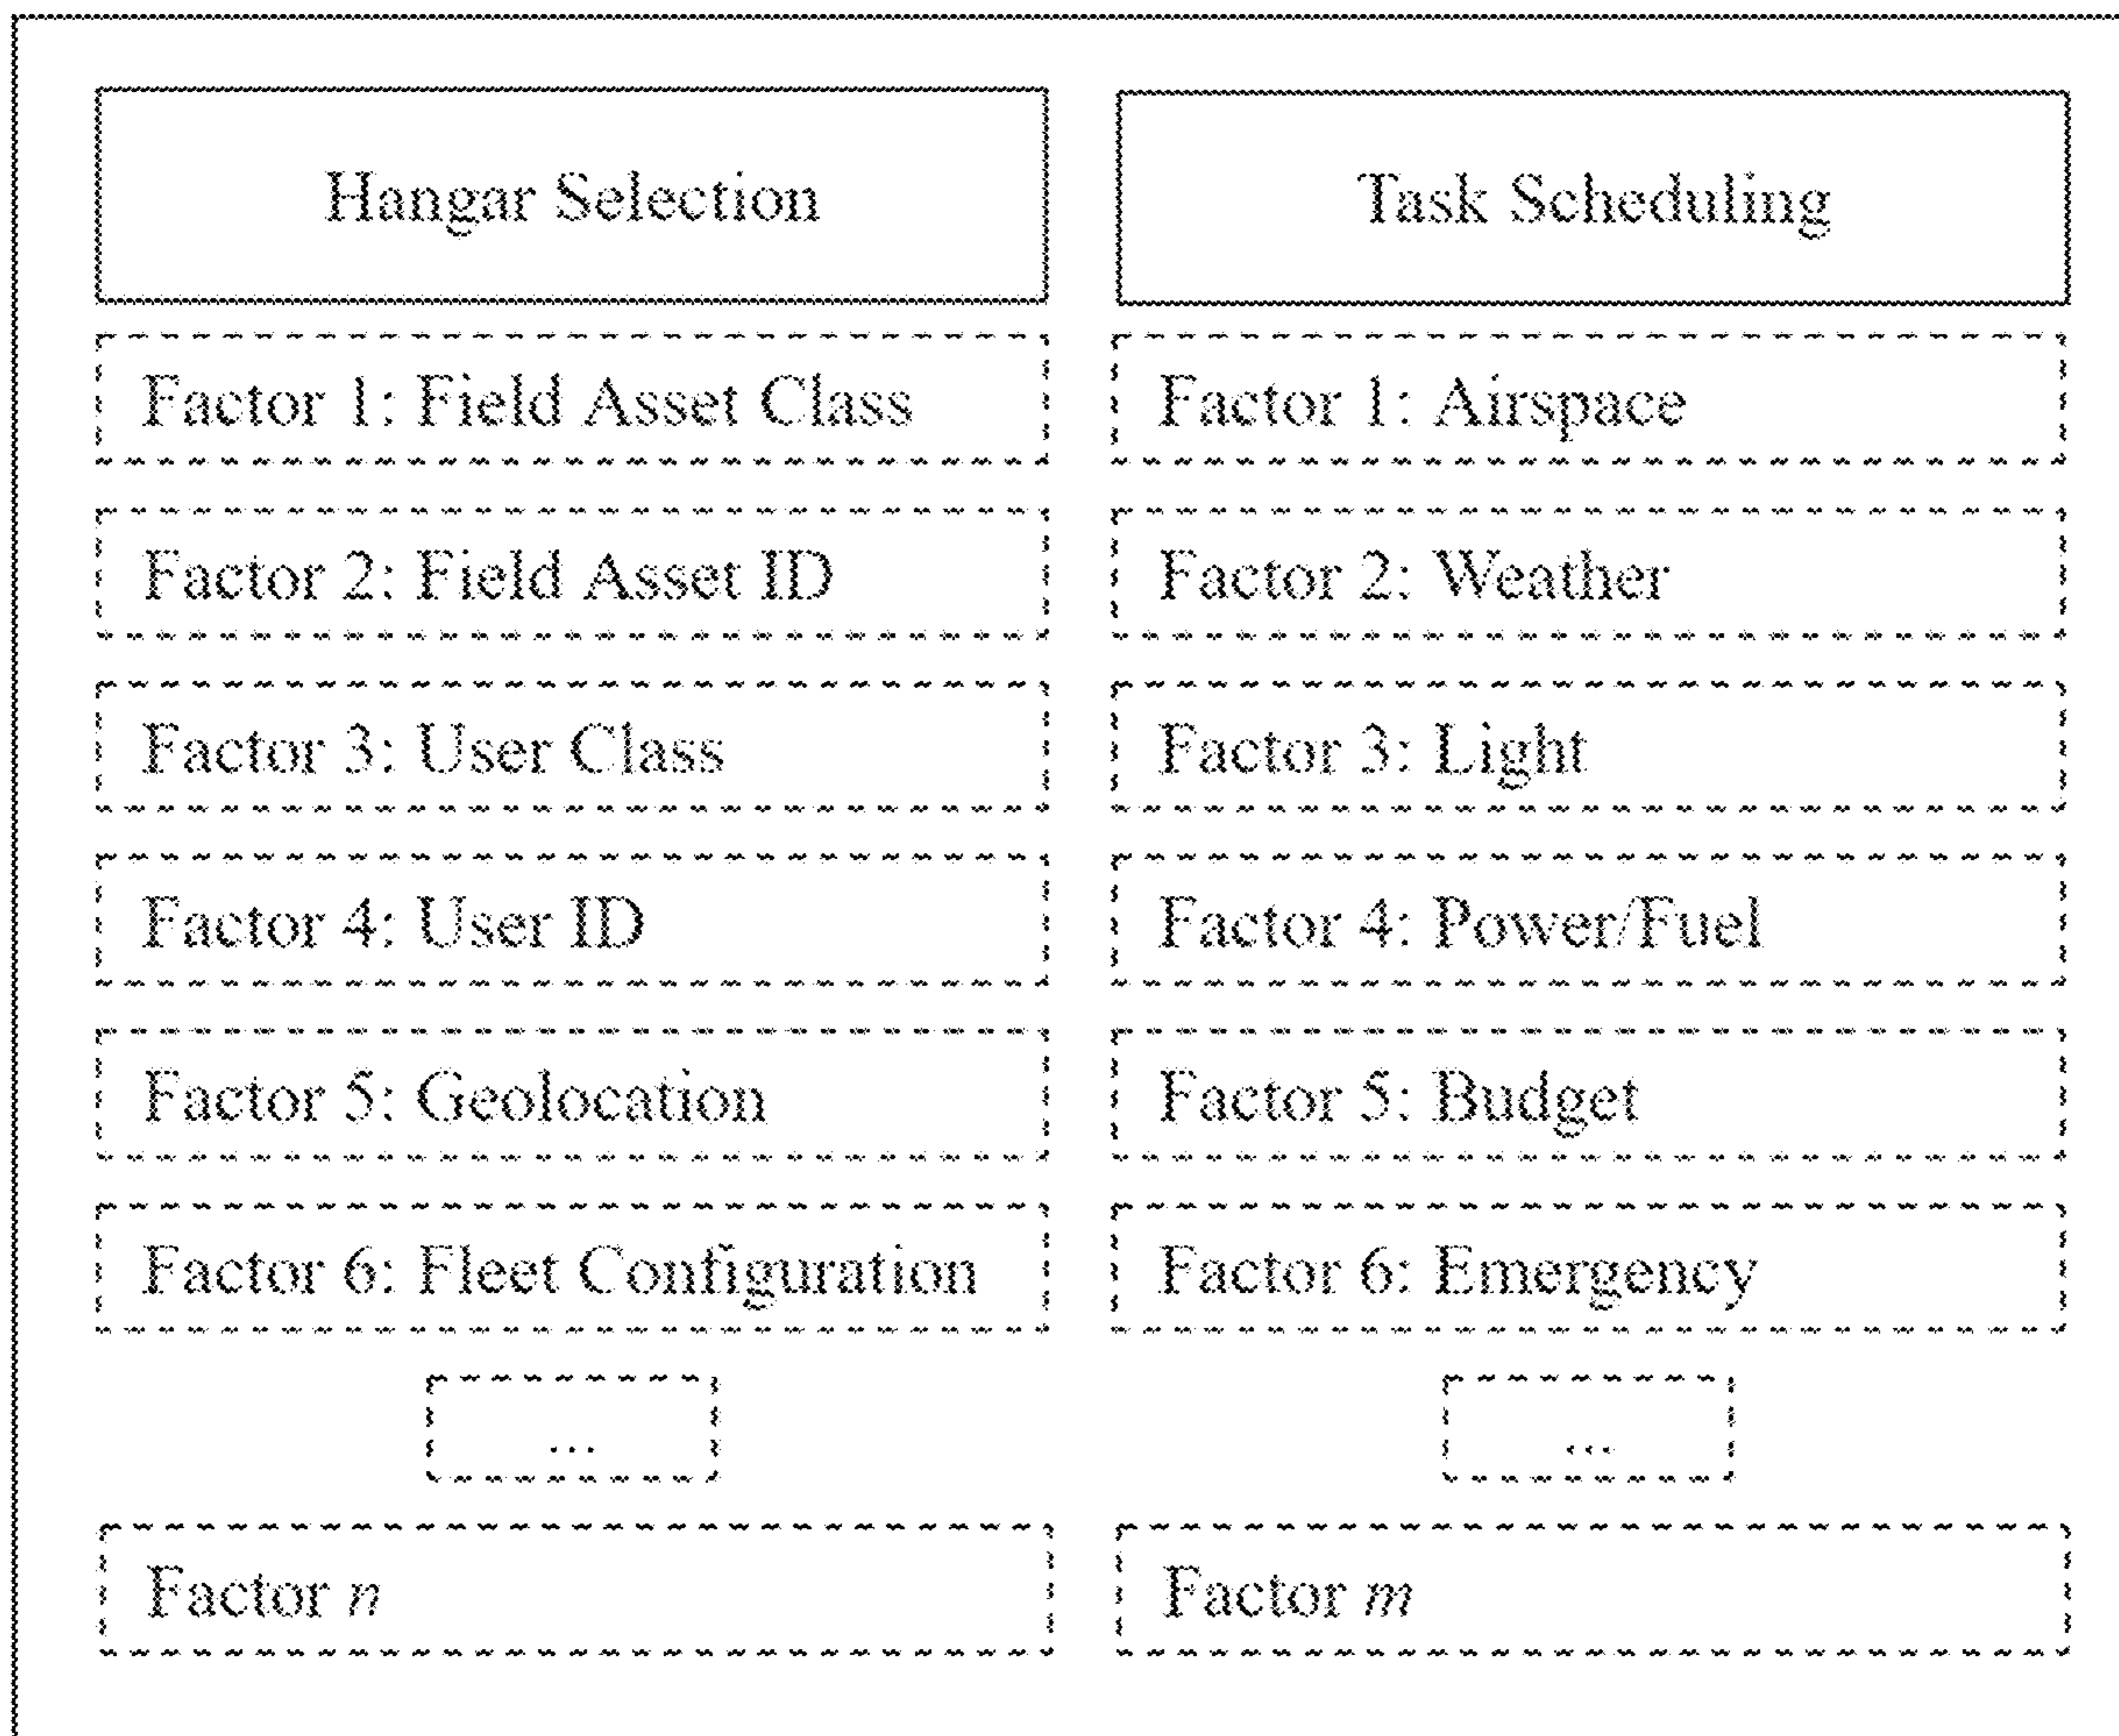 Hangar Selection
Factor 1: Field Asset Class
Factor 2: Field Asset ID
Factor 3: User Class
Factor 4: User ID
Factor 5: Geolocation
Factor 6: Fleet Configuration
...
Factor n
Task Scheduling
Factor 1: Airspace
Factor 2: Weather
Factor 3: Light
Factor 4: Power/Fuel
Factor 5: Budget
Factor 6: Emergency
...
Factor m